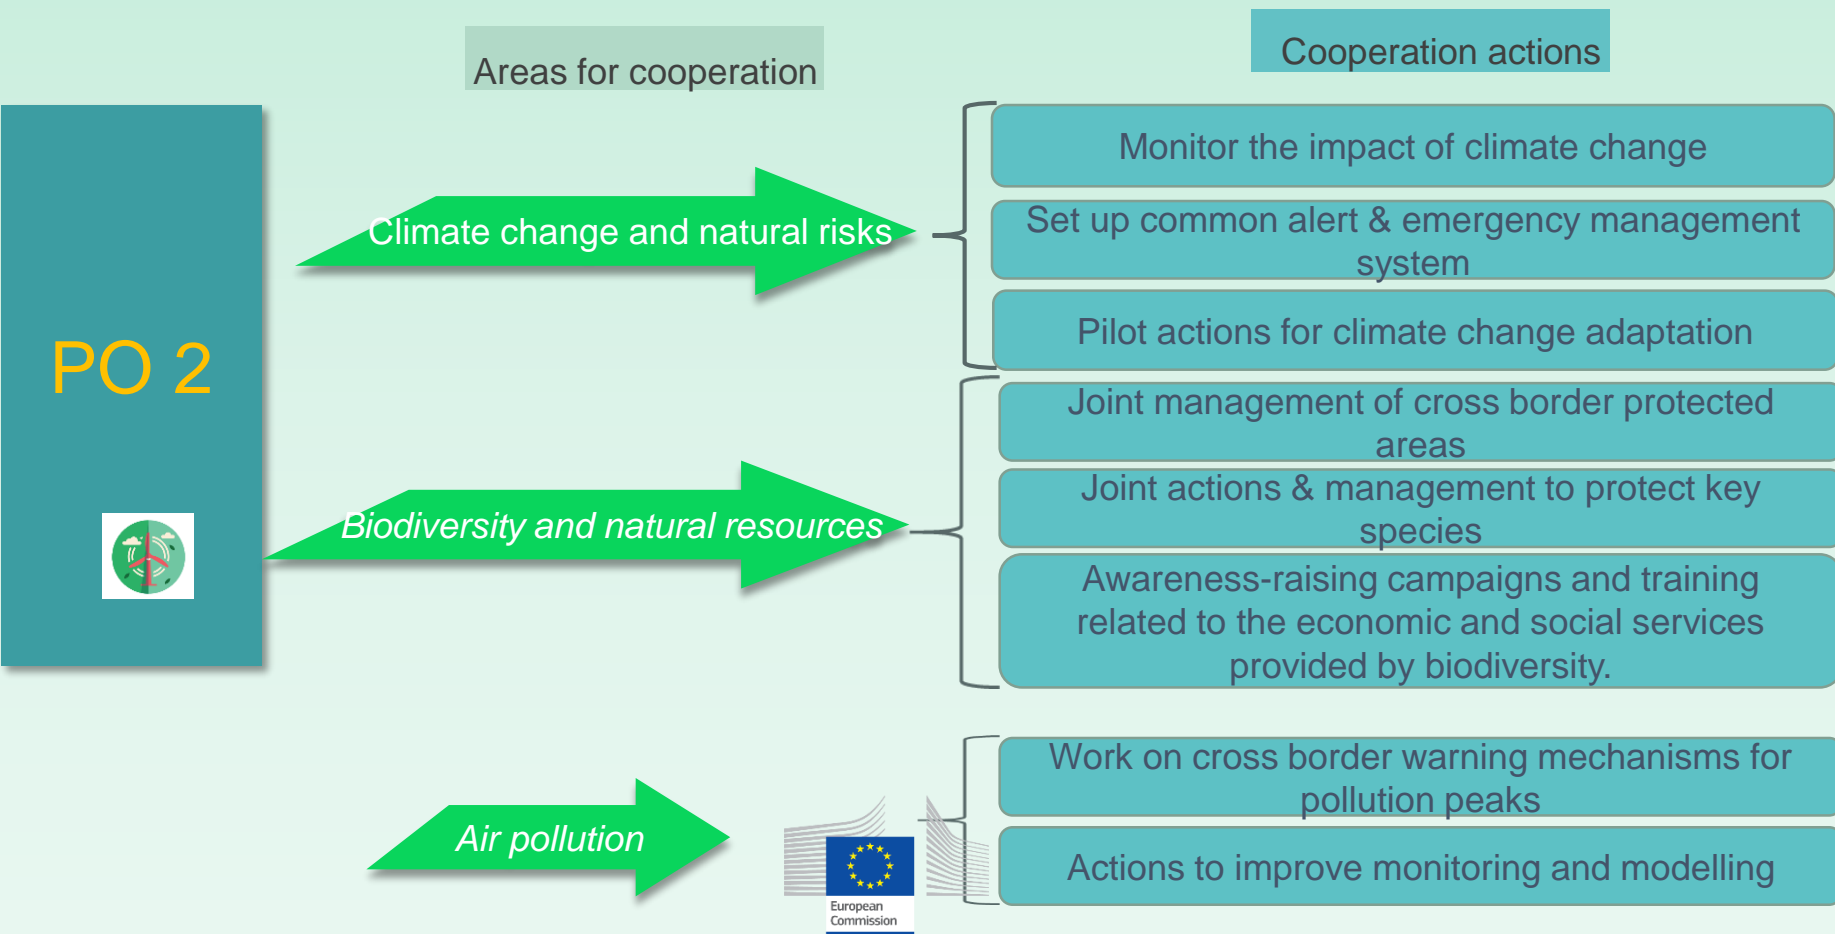 Areas for cooperation
Cooperation actions
PO 2
Climate change and natural risks
Monitor the impact of climate change
Set up common alert & emergency management
system
Pilot actions for climate change adaptation
Biodiversity and natural resources
Joint management of cross border protected
areas
Joint actions & management to protect key
species
Awareness-raising campaigns and training
related to the economic and social services
provided by biodiversity.
Air pollution
Work on cross border warning mechanisms for
pollution peaks
Actions to improve monitoring and modelling
European
Commission